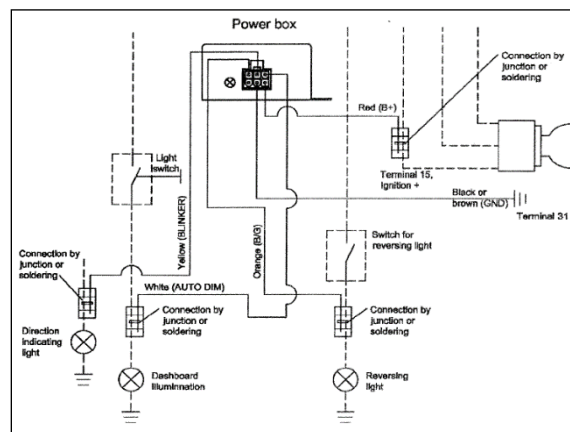 Power box
Connection by
junction or
soldering
Red (B+)
Light
switch
Terminal 15,
Ignition +
Black or
brown (GND)
Terminal 31
Yellow (BLINKER)
Orange (B/G)
Switch for
reversing light
Connection by
junction or
soldering
White (AUTO DIM)
Connection by
junction or
soldering
Connection by
junction or
soldering
Direction
indicating
light
Dashboard
illumination
Reversing
light